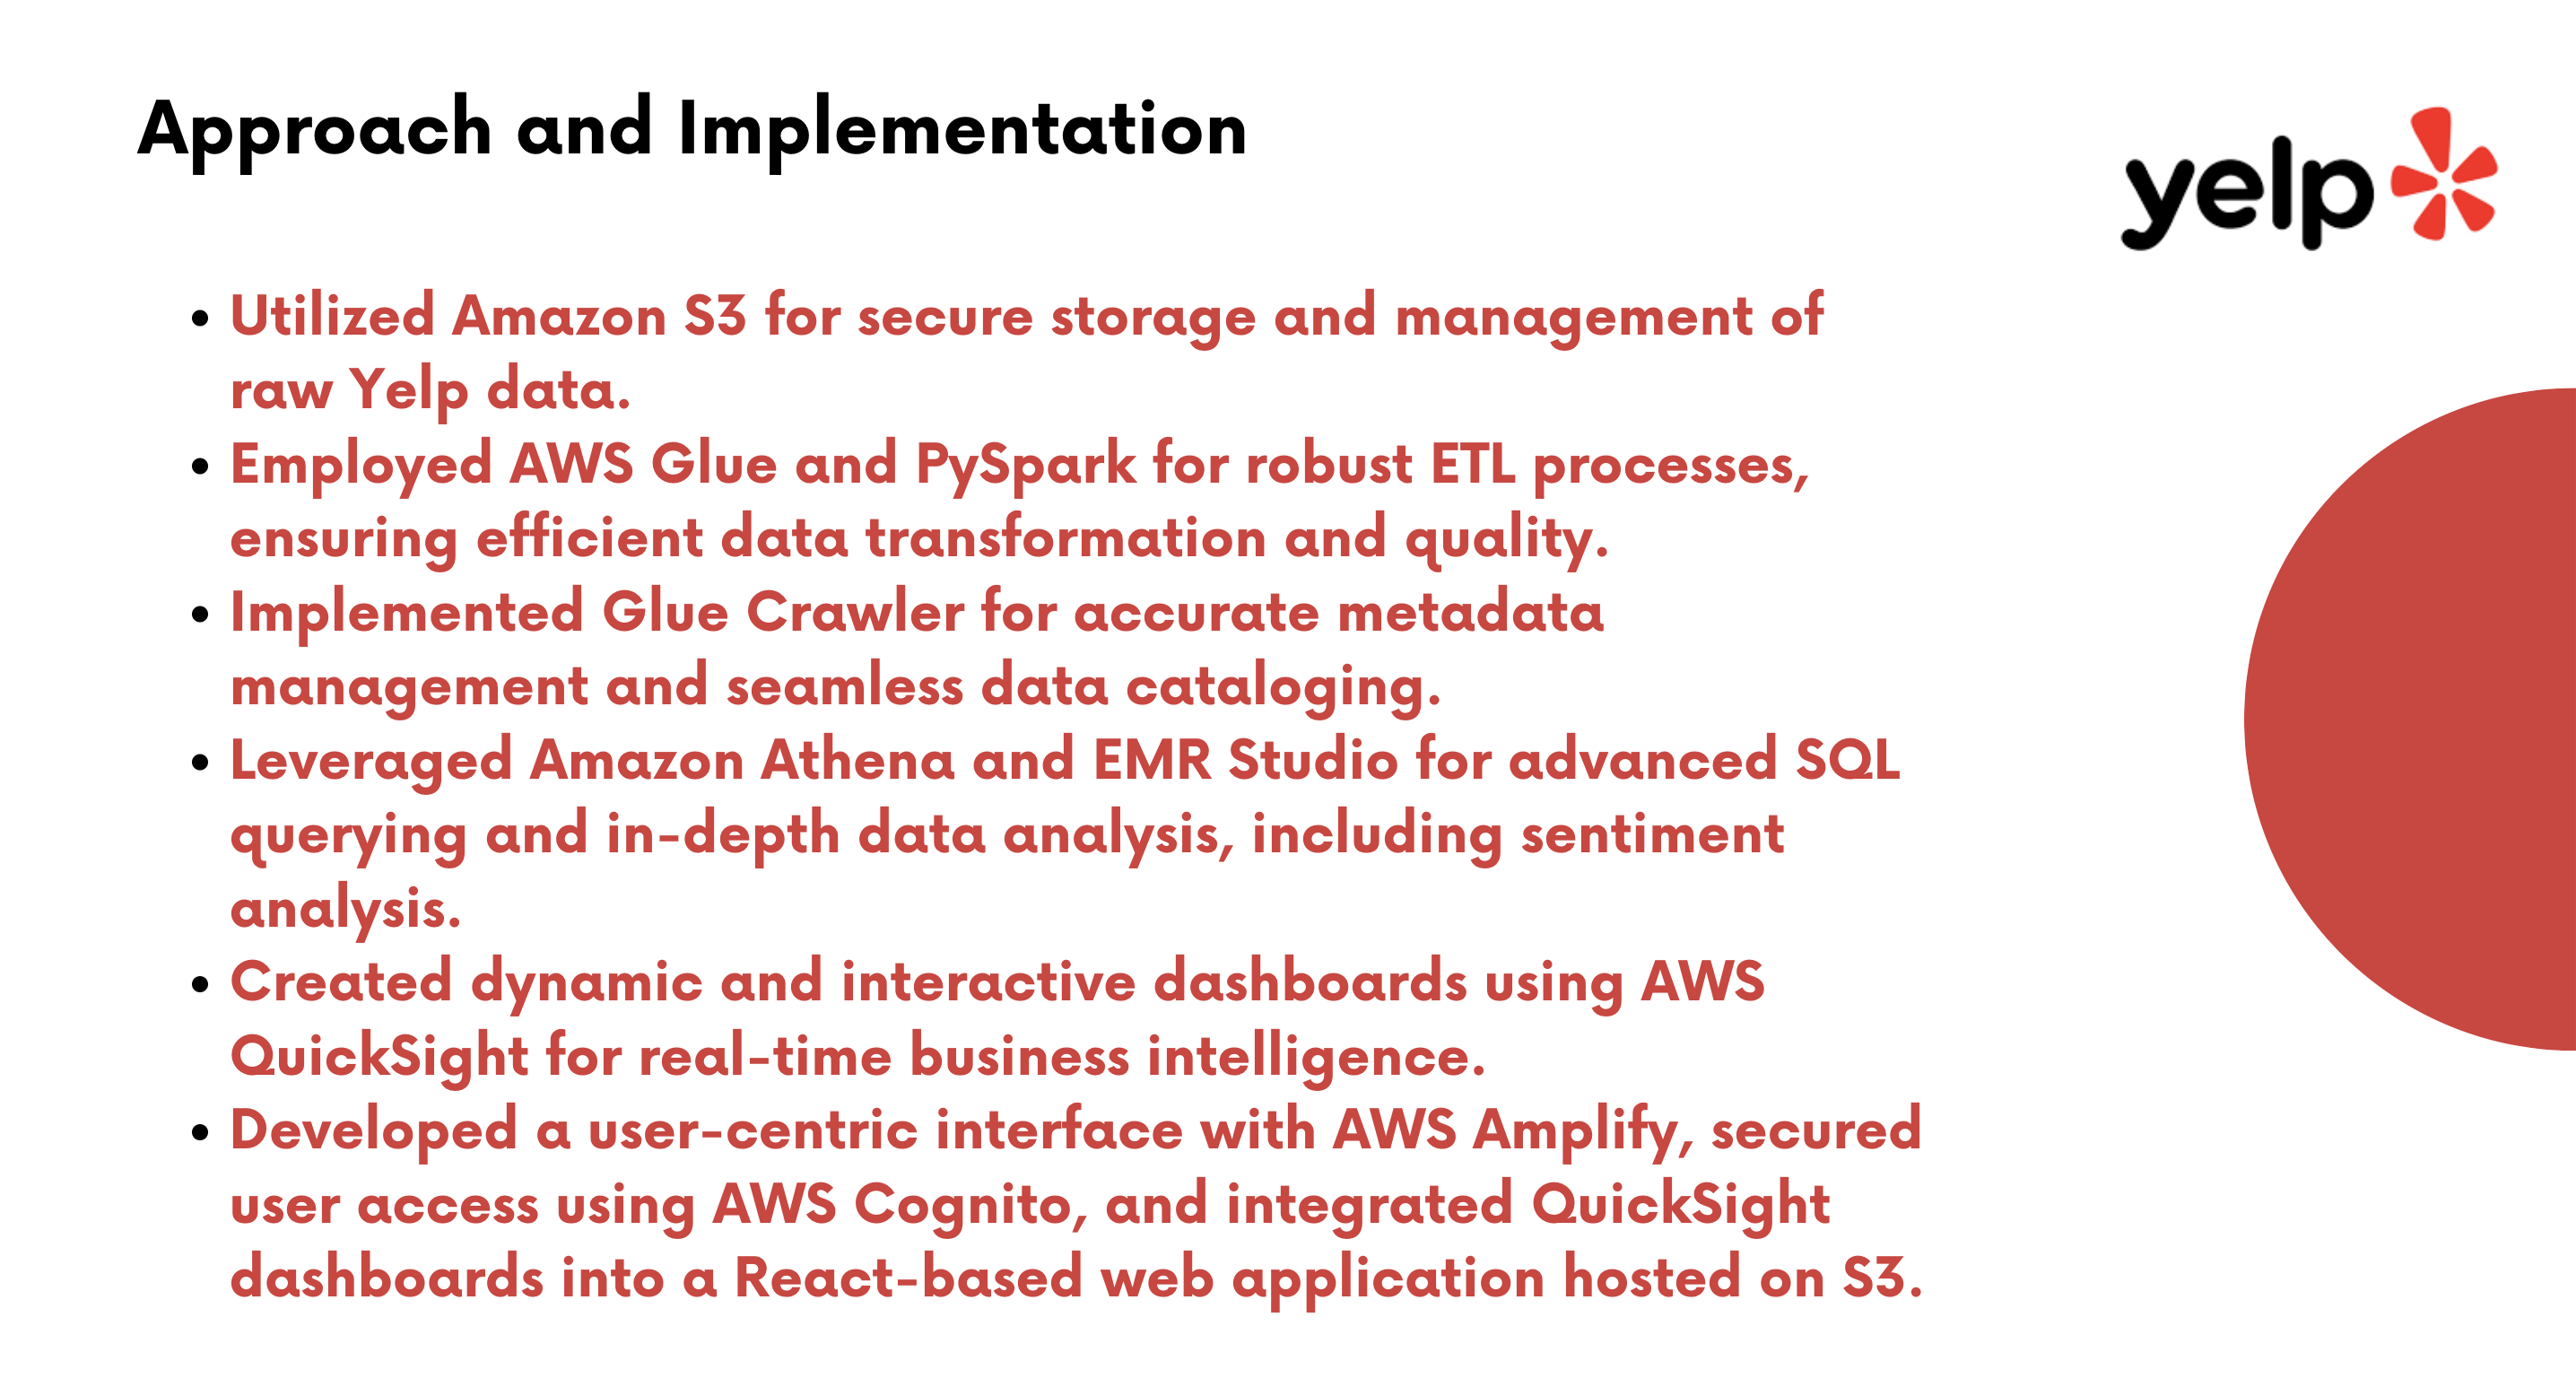 Approach and Implementation
yelp
• Utilized Amazon S3 for secure storage and management of
raw Yelp data.
• Employed AWS Glue and PySpark for robust ETL processes,
ensuring efficient data transformation and quality.
• Implemented Glue Crawler for accurate metadata
management and seamless data cataloging.
• Leveraged Amazon Athena and EMR Studio for advanced SQL
querying and in-depth data analysis, including sentiment
analysis.
• Created dynamic and interactive dashboards using AWS
QuickSight for real-time business intelligence.
• Developed a user-centric interface with AWS Amplify, secured
user access using AWS Cognito, and integrated QuickSight
dashboards into a React-based web application hosted on S3.